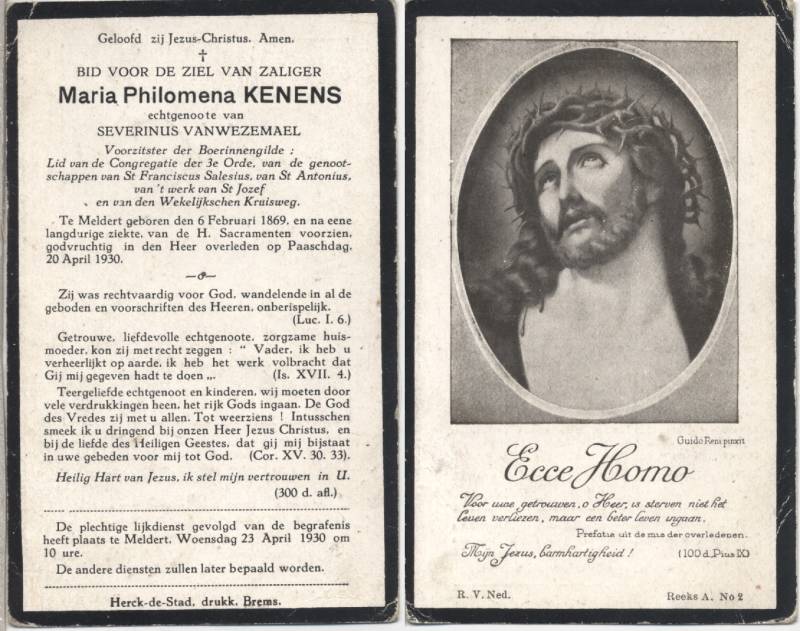 Geloofd zij Jezus-Christus. Amen.
✝
BID VOOR DE ZIEL VAN ZALIGER
Maria Philomena KENENS
echtgenoote van
SEVERINUS VANWEZEMAEL
Voorzitster der Boerinnengilde :
Lid van de Congregatie der 3e Orde, van de genoot-
schappen van St Franciscus Salesius, van St Antonius,
van 't werk van St Jozef
en van den Wekelijkschen Kruisweg.
Te Meldert geboren den 6 Februari 1869, en na eene
langdurige ziekte, van de H. Sacramenten voorzien,
godvruchtig in den Heer overleden op Paaschdag,
20 April 1930.
Zij was rechtvaardig voor God, wandelende in al de
geboden en voorschriften des Heeren, onberispelijk.
(Luc. I. 6.)
Getrouwe, liefdevolle echtgenoote, zorgzame huis-
moeder, kon zij met recht zeggen : " Vader, ik heb u
verheerlijkt op aarde, ik heb het werk volbracht dat
Gij mij gegeven hadt te doen „. (Is. XVII. 4.)
Teergeliefde echtgenoot en kinderen, wij moeten door
vele verdrukkingen heen, het rijk Gods ingaan. De God
des Vredes zij met u allen. Tot weerziens ! Intusschen
smeek ik u dringend bij onzen Heer Jezus Christus, en
bij de liefde des Heiligen Geestes, dat gij mij bijstaat
in uwe gebeden voor mij tot God. (Cor. XV. 30. 33).
Heilig Hart van Jezus, ik stel mijn vertrouwen in U.
(300 d. afl.)
De plechtige lijkdienst gevolgd van de begrafenis
heeft plaats te Meldert, Woensdag 23 April 1930 om
10 ure.
De andere diensten zullen later bepaald worden.
Herck-de-Stad, drukk. Brems.
Guido Reni pinxit
Ecce Homo
Voor uwe getrouwen, o Heer, is sterven niet het
leven verliezen, maar een beter leven ingaan.
Prefatie uit de mis der overledenen.
Mijn Jezus, barmhartigheid ! (100 d. Pius IX)
R. V. Ned. Reeks A. No 2